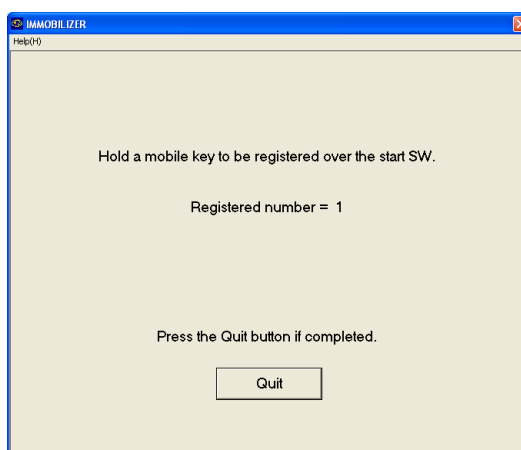 IMMOBILIZER
Help(H)
Hold a mobile key to be registered over the start SW.
Registered number = 1
Press the Quit button if completed.
Quit